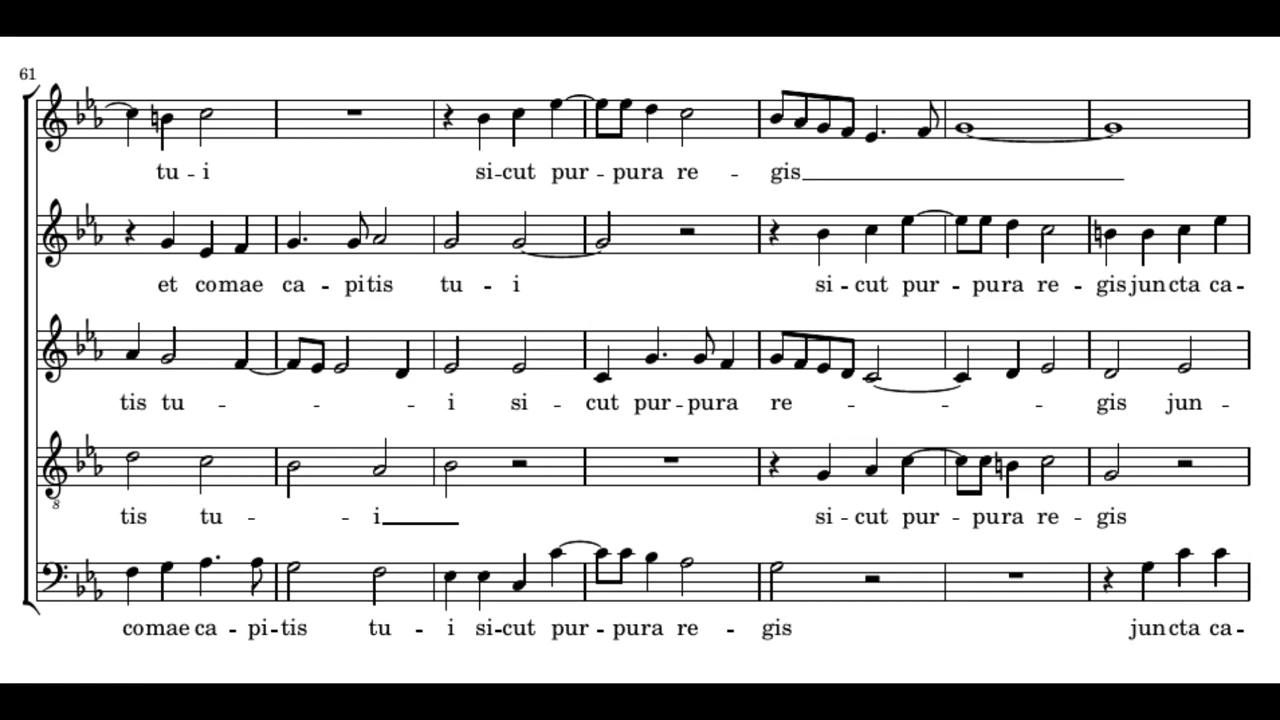 61
tu - i si - cut pur - pura re - gis
et comae ca - pitis tu - i si - cut pur - pura re - gis juncta ca -
tis tu - - - - i si - cut pur - pura re - - - - gis jun -
8
tis tu - - i si - cut pur - pura re - gis
comae ca - pi - tis tu - i si - cut pur - pura re - gis juncta ca -